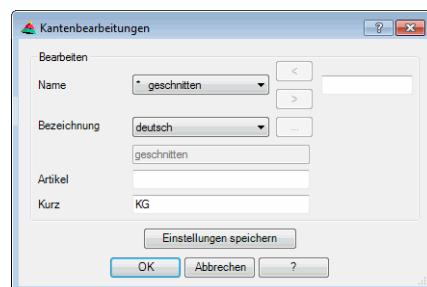 Kantenbearbeitungen
?
Bearbeiten
Name * geschnitten <
>
Bezeichnung deutsch ...
geschnitten
Artikel
Kurz KG
Einstellungen speichern
OK Abbrechen ?